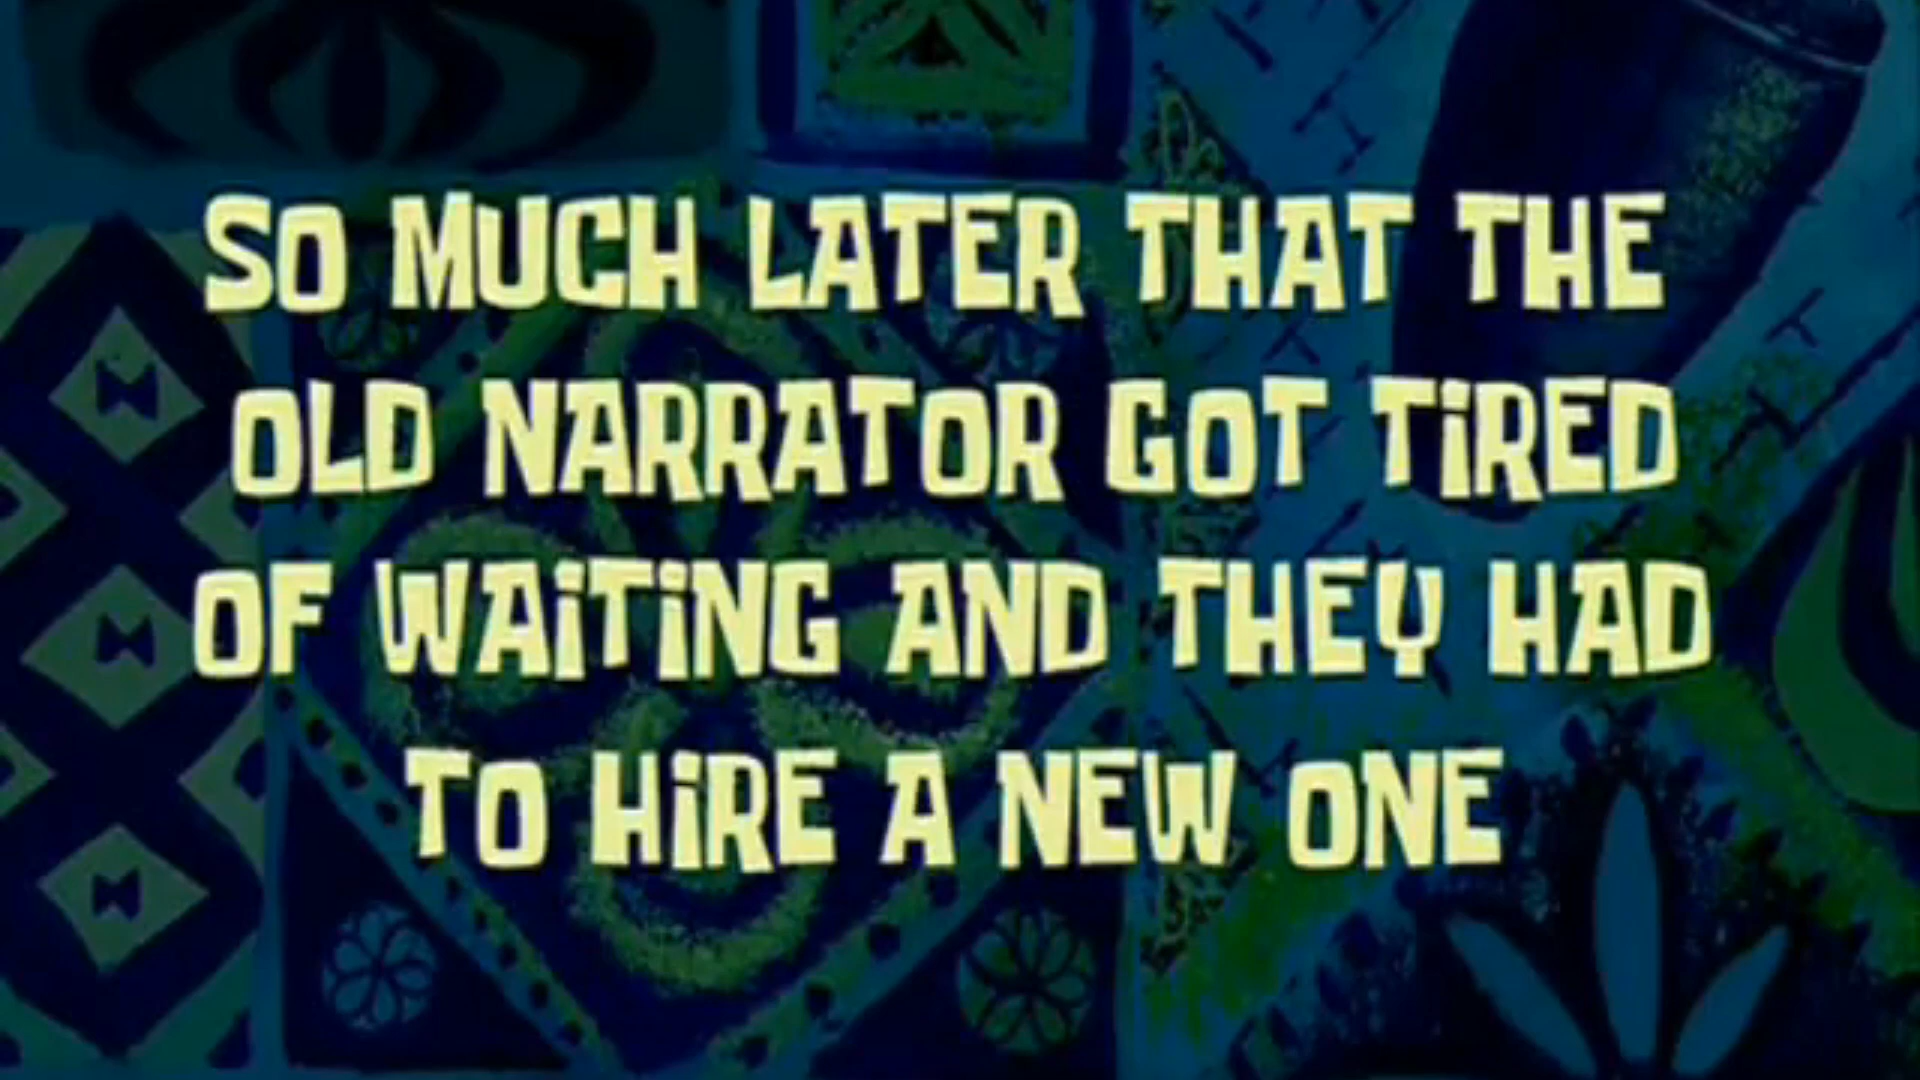 SO MUCH LATER THAT THE
OLD NARRATOR GOT TIRED
OF WAITING AND THEY HAD
TO HIRE A NEW ONE